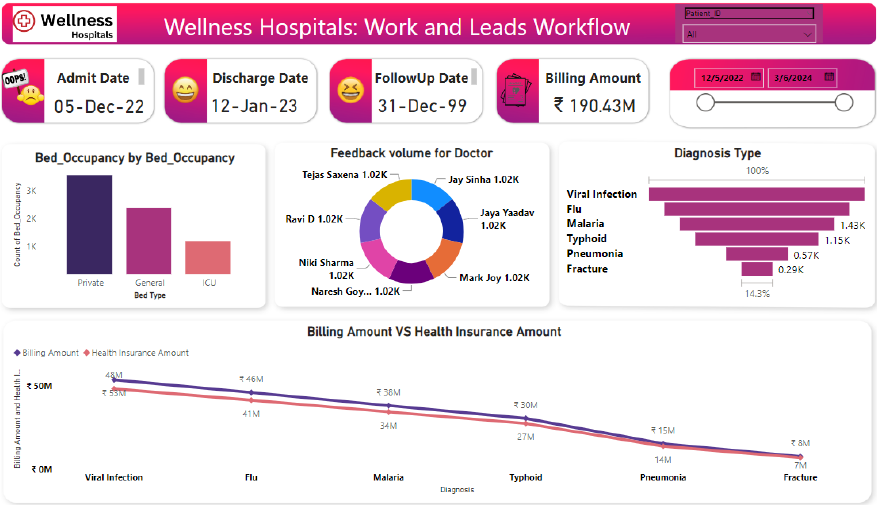 Wellness
Hospitals
Wellness Hospitals: Work and Leads Workflow
Patient_ID
All
OOPS!
Admit Date
05-Dec-22
Discharge Date
12-Jan-23
FollowUp Date
31-Dec-99
Billing Amount
₹ 190.43M
12/5/2022
3/6/2024
Bed_Occupancy by Bed_Occupancy
Count of Bed_Occupancy
3K
2K
1K
Private
General
ICU
Bed Type
Feedback volume for Doctor
Tejas Saxena 1.02K
Jay Sinha 1.02K
Ravi D 1.02K
Jaya Yaadav
1.02K
Niki Sharma
1.02K
Mark Joy 1.02K
Naresh Goy... 1.02K
Diagnosis Type
100%
Viral Infection
Flu
Malaria
1.43K
Typhoid
1.15K
Pneumonia
0.57K
Fracture
0.29K
14.3%
Billing Amount VS Health Insurance Amount
Billing Amount
Health Insurance Amount
Billing Amount and Health I...
₹ 50M
₹ 0M
48M
₹ 53M
₹ 46M
41M
₹ 38M
34M
₹ 30M
27M
₹ 15M
14M
₹ 8M
7M
Viral Infection
Flu
Malaria
Typhoid
Pneumonia
Fracture
Diagnosis